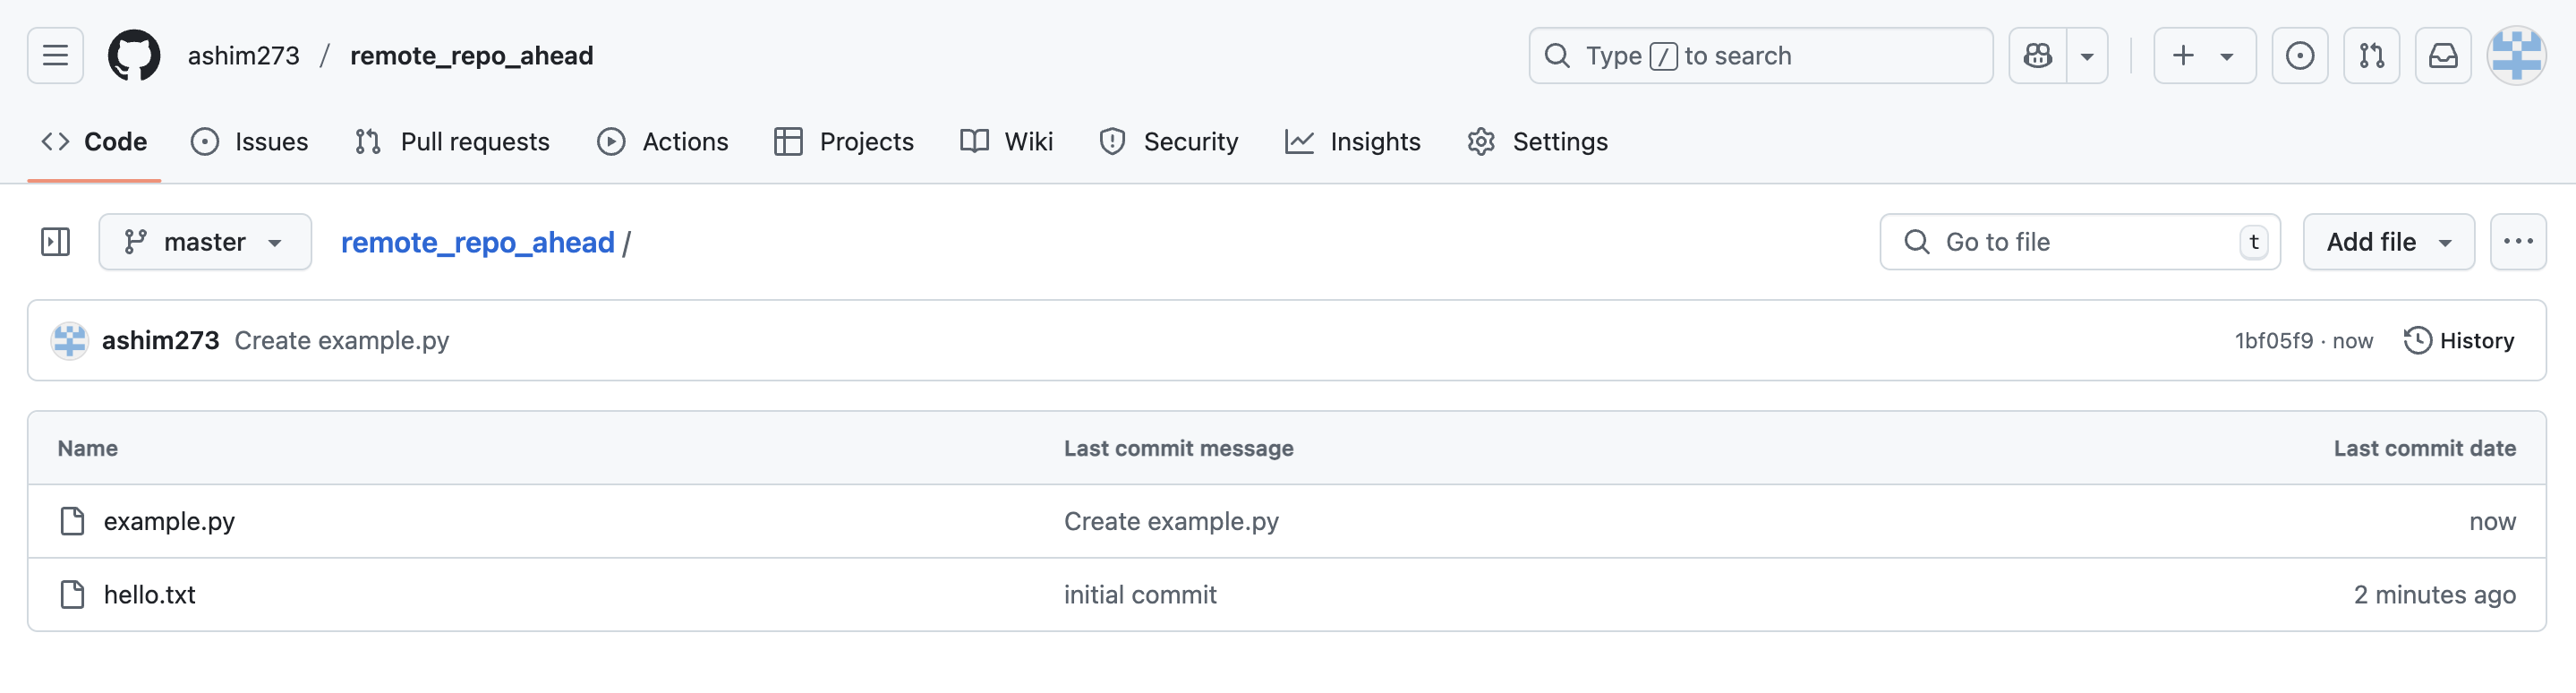 ashim273 / remote_repo_ahead
Type / to search
Code Issues Pull requests Actions Projects Wiki Security Insights Settings
master remote_repo_ahead / Go to file t Add file
ashim273 Create example.py 1bf05f9 · now History
Name Last commit message Last commit date
example.py Create example.py now
hello.txt initial commit 2 minutes ago